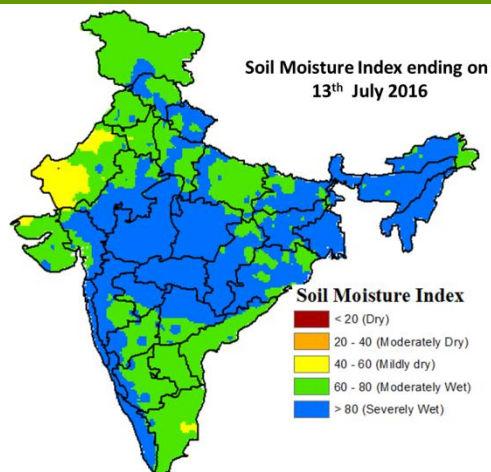 Soil Moisture Index ending on
13th July 2016
Soil Moisture Index
< 20 (Dry)
20 - 40 (Moderately Dry)
40 - 60 (Mildly dry)
60 - 80 (Moderately Wet)
> 80 (Severely Wet)